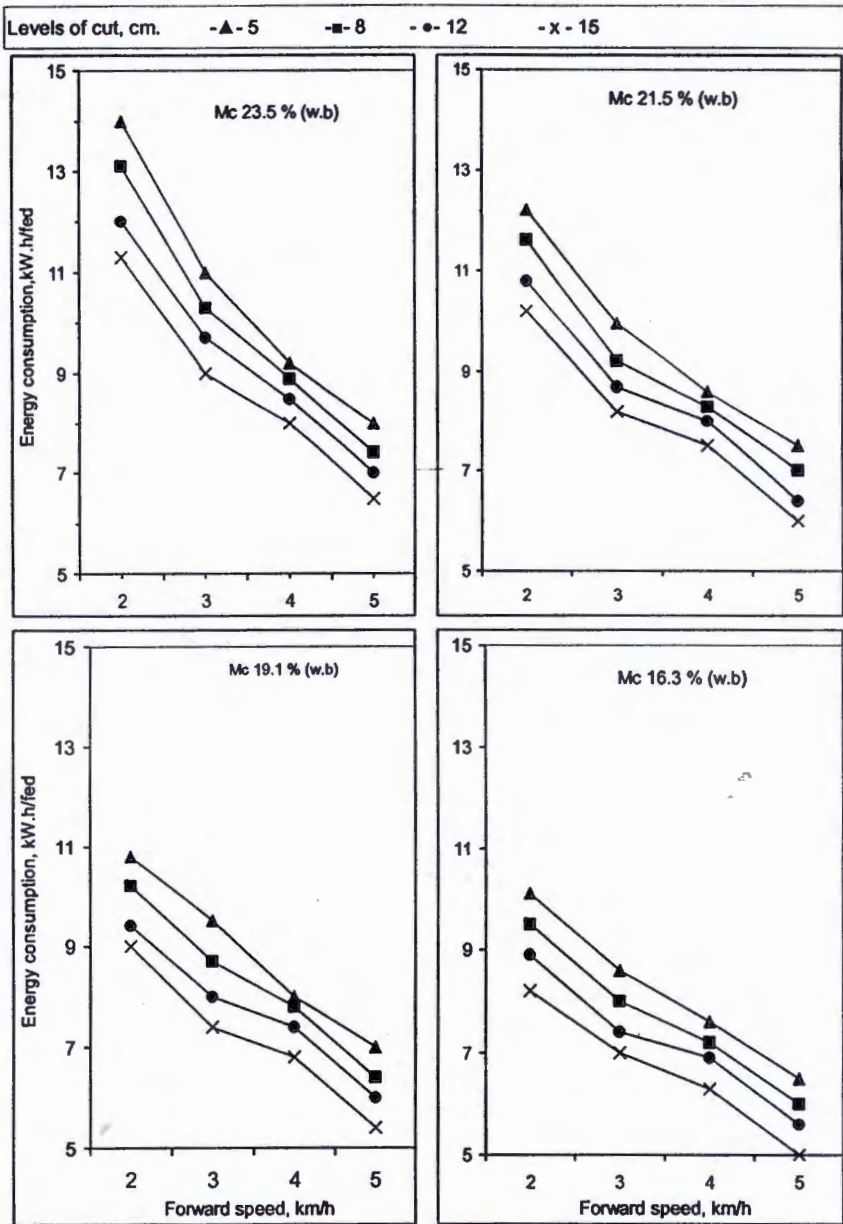 Levels of cut, cm. -▲- 5 -■- 8 - ●- 12 - x - 15
Mc 23.5 % (w.b)
Energy consumption,kW.h/fed
15
13
11
9
7
5
2 3 4 5
Mc 21.5 % (w.b)
15
13
11
9
7
5
2 3 4 5
Mc 19.1 % (w.b)
Energy consumption, kW.h/fed
15
13
11
9
7
5
2 3 4 5
Forward speed, km/h
Mc 16.3 % (w.b)
15
13
11
9
7
5
2 3 4 5
Forward speed, km/h